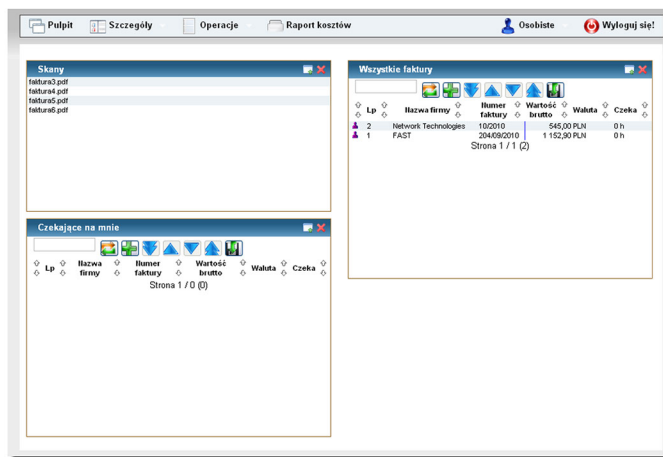 Pulpit Szczegóły Operacje Raport kosztów Osobiste Wyloguj się!
Skany
faktura3.pdf
faktura4.pdf
faktura5.pdf
faktura6.pdf
Wszystkie faktury
Lp Nazwa firmy Numer faktury Wartość brutto Waluta Czeka
2 Network Technologies 10/2010 545,00 PLN 0 h
1 FAST 204/09/2010 1 152,90 PLN 0 h
Strona 1 / 1 (2)
Czekające na mnie
Lp Nazwa firmy Numer faktury Wartość brutto Waluta Czeka
Strona 1 / 0 (0)